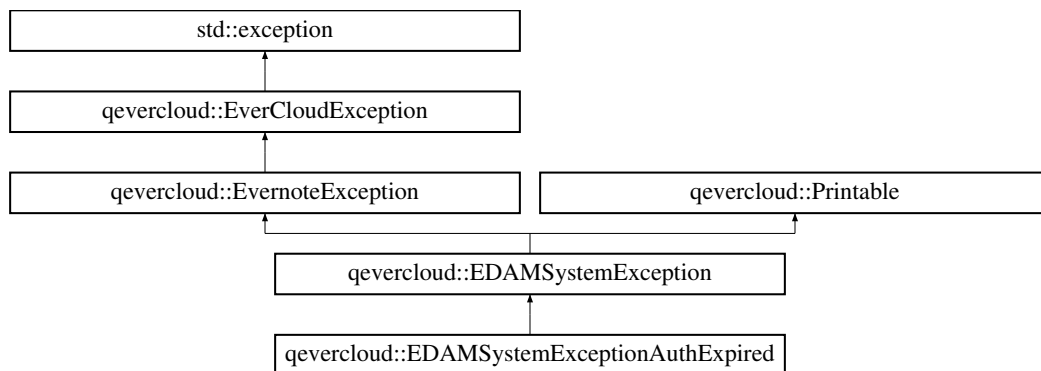 std::exception
qevercloud::EverCloudException
qevercloud::EvernoteException
qevercloud::Printable
qevercloud::EDAMSystemException
qevercloud::EDAMSystemExceptionAuthExpired